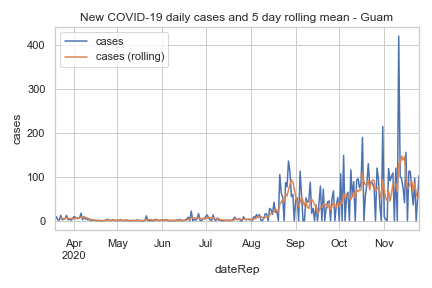 New COVID-19 daily cases and 5 day rolling mean - Guam
cases
cases (rolling)
400
300
200
100
0
cases
Apr
2020
May
Jun
Jul
Aug
Sep
Oct
Nov
dateRep